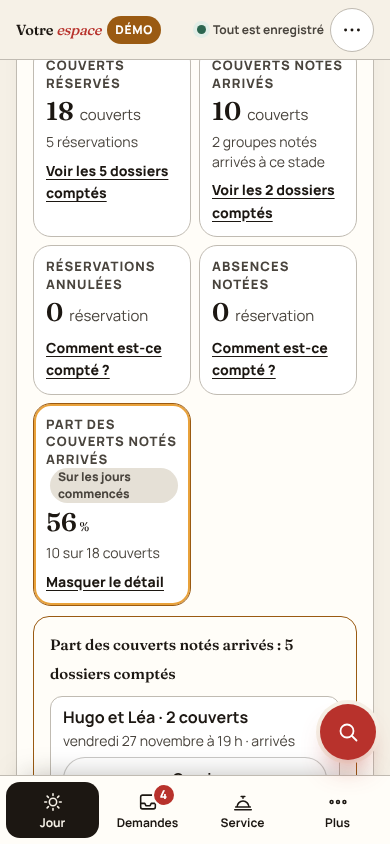 Votre espace DÉMO
Tout est enregistré
COUVERTS
RÉSERVÉS
18 couverts
5 réservations
Voir les 5 dossiers
comptés
COUVERTS NOTÉS
ARRIVÉS
10 couverts
2 groupes notés
arrivés à ce stade
Voir les 2 dossiers
comptés
RÉSERVATIONS
ANNULÉES
0 réservation
Comment est-ce
compté ?
ABSENCES
NOTÉES
0 réservation
Comment est-ce
compté ?
PART DES
COUVERTS NOTÉS
ARRIVÉS
Sur les jours
commencés
56 %
10 sur 18 couverts
Masquer le détail
Part des couverts notés arrivés : 5
dossiers comptés
Hugo et Léa · 2 couverts
vendredi 27 novembre à 19 h · arrivés
Jour
4
Demandes
Service
Plus